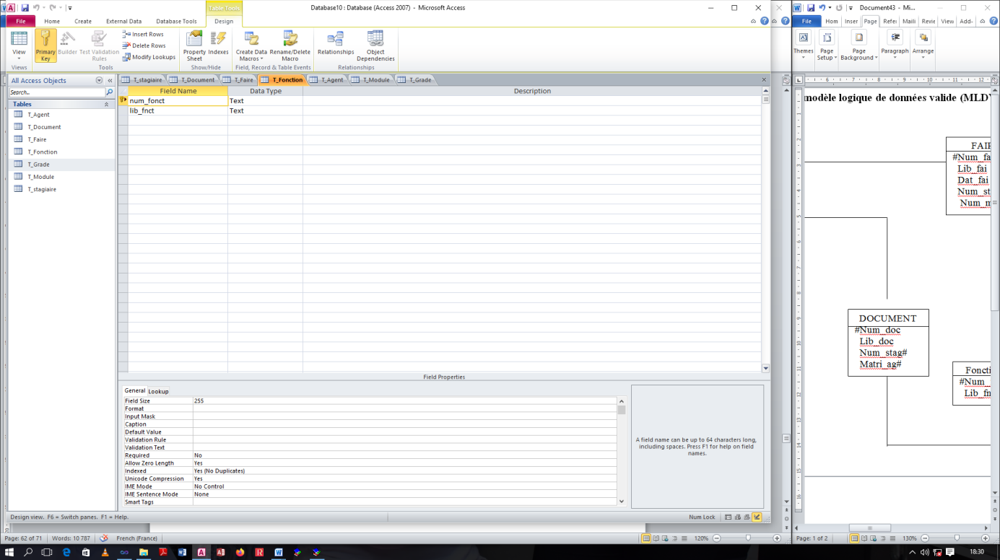 Table Tools
Database10 : Database (Access 2007) - Microsoft Access
Document43 - Mi...
File Home Create External Data Database Tools Design
File Hom Inser Page Refei Maili Revie View Add-
View
Primary Key
Builder
Test Validation Rules
Insert Rows
Delete Rows
Modify Lookups
Property Sheet
Indexes
Create Data Macros
Rename/Delete Macro
Relationships
Object Dependencies
Views Tools Show/Hide Field, Record & Table Events Relationships
Themes
Page Setup
Page Background
Paragraph
Arrange
All Access Objects
Search...
Tables
T_Agent
T_Document
T_Faire
T_Fonction
T_Grade
T_Module
T_stagiaire
T_stagiaire T_Document T_Faire T_Fonction T_Agent T_Module T_Grade
Field Name Data Type Description
num_fonct Text
lib_fnct Text
Field Properties
General Lookup
Field Size 255
Format
Input Mask
Caption
Default Value
Validation Rule
Validation Text
Required No
Allow Zero Length Yes
Indexed Yes (No Duplicates)
Unicode Compression Yes
IME Mode No Control
IME Sentence Mode None
Smart Tags
A field name can be up to 64 characters long,
including spaces. Press F1 for help on field
names.
Design view. F6 = Switch panes. F1 = Help.
Num Lock
modèle logique de données valide (MLD
FAIR
#Num_fa
Lib_fai
Dat_fai
Num_st
Num_m
DOCUMENT
#Num_doc
Lib_doc
Num_stag#
Matri_ag#
Foncti
#Num_
Lib_fn
Page: 62 of 71 Words: 10 787 French (France) 120%
Page: 1 of 2 130%
18:30